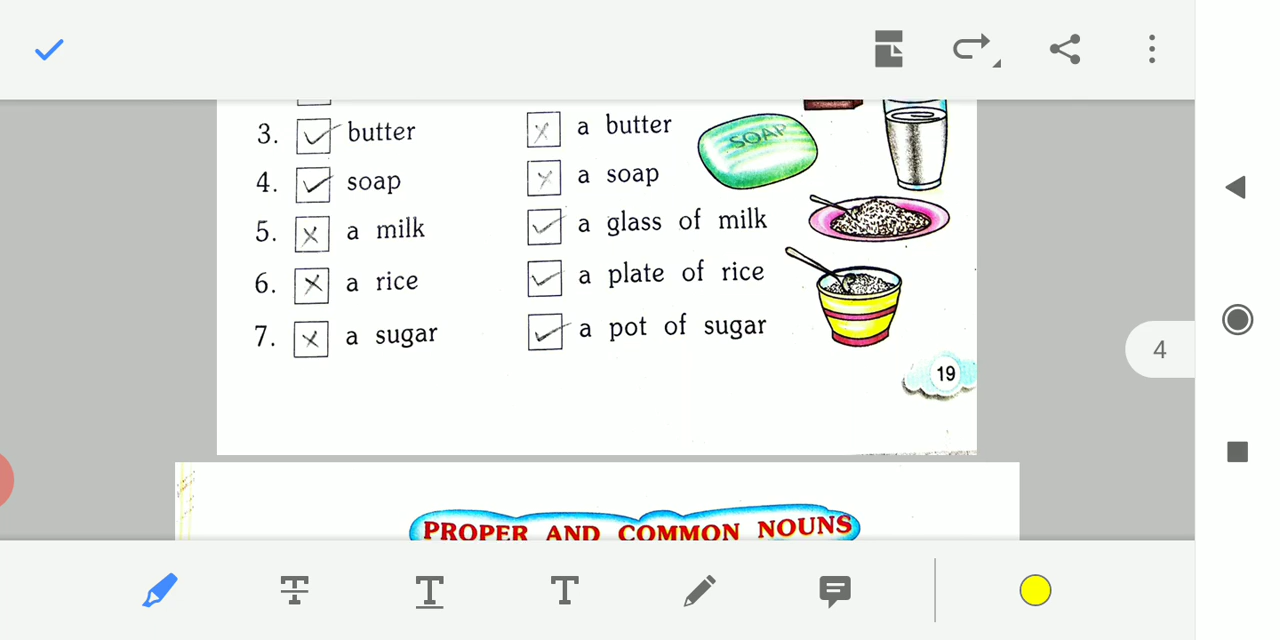 3. butter a butter
4. soap a soap
SOAP
5. a milk a glass of milk
6. a rice a plate of rice
7. a sugar a pot of sugar
19
4
PROPER AND COMMON NOUNS
T T T